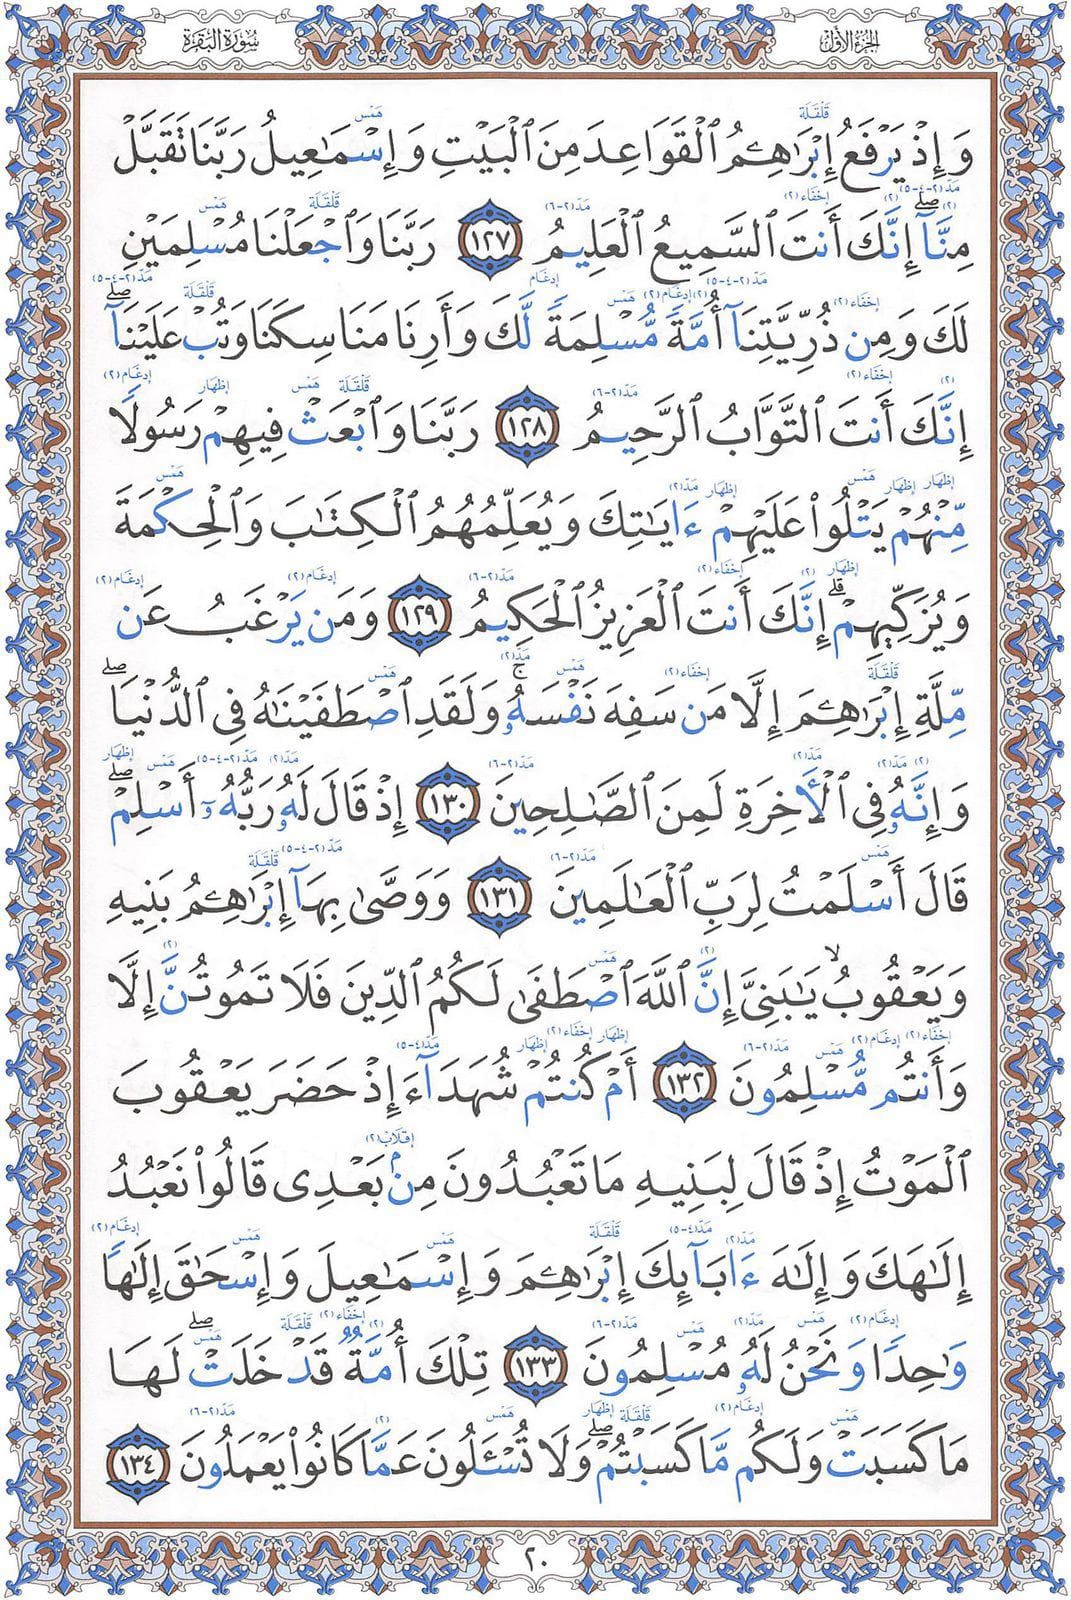 الجزء الأول
سورة البقرة
وَإِذْ يَرْفَعُ إِبْرَٰهِـۧمُ ٱلْقَوَاعِدَ مِنَ ٱلْبَيْتِ وَإِسْمَٰعِيلُ رَبَّنَا تَقَبَّلْ
مِنَّآۖ إِنَّكَ أَنتَ ٱلسَّمِيعُ ٱلْعَلِيمُ ١٢٧ رَبَّنَا وَٱجْعَلْنَا مُسْلِمَيْنِ
لَكَ وَمِن ذُرِّيَّتِنَآ أُمَّةً مُّسْلِمَةً لَّكَ وَأَرِنَا مَنَاسِكَنَا وَتُبْ عَلَيْنَآۖ
إِنَّكَ أَنتَ ٱلتَّوَّابُ ٱلرَّحِيمُ ١٢٨ رَبَّنَا وَٱبْعَثْ فِيهِمْ رَسُولًا
مِّنْهُمْ يَتْلُوا۟ عَلَيْهِمْ ءَايَٰتِكَ وَيُعَلِّمُهُمُ ٱلْكِتَٰبَ وَٱلْحِكْمَةَ
وَيُزَكِّيهِمْۗ إِنَّكَ أَنتَ ٱلْعَزِيزُ ٱلْحَكِيمُ ١٢٩ وَمَن يَرْغَبُ عَن
مِّلَّةِ إِبْرَٰهِـۧمَ إِلَّا مَن سَفِهَ نَفْسَهُۥۚ وَلَقَدِ ٱصْطَفَيْنَٰهُ فِى ٱلدُّنْيَاۖ
وَإِنَّهُۥ فِى ٱلْأَخِرَةِ لَمِنَ ٱلصَّٰلِحِينَ ١٣٠ إِذْ قَالَ لَهُۥ رَبُّهُۥٓ أَسْلِمْۖ
قَالَ أَسْلَمْتُ لِرَبِّ ٱلْعَٰلَمِينَ ١٣١ وَوَصَّىٰ بِهَآ إِبْرَٰهِـۧمُ بَنِيهِ
وَيَعْقُوبُۙ يَٰبَنِىَّ إِنَّ ٱللَّهَ ٱصْطَفَىٰ لَكُمُ ٱلدِّينَ فَلَا تَمُوتُنَّ إِلَّا
وَأَنتُم مُّسْلِمُونَ ١٣٢ أَمْ كُنتُمْ شُهَدَآءَ إِذْ حَضَرَ يَعْقُوبَ
ٱلْمَوْتُ إِذْ قَالَ لِبَنِيهِ مَا تَعْبُدُونَ مِنۢ بَعْدِى قَالُوا۟ نَعْبُدُ
إِلَٰهَكَ وَإِلَٰهَ ءَابَآئِكَ إِبْرَٰهِـۧمَ وَإِسْمَٰعِيلَ وَإِسْحَٰقَ إِلَٰهًا
وَٰحِدًا وَنَحْنُ لَهُۥ مُسْلِمُونَ ١٣٣ تِلْكَ أُمَّةٌ قَدْ خَلَتْۖ لَهَا
مَا كَسَبَتْ وَلَكُم مَّا كَسَبْتُمْۖ وَلَا تُسْـَٔلُونَ عَمَّا كَانُوا۟ يَعْمَلُونَ ١٣٤
٢٠